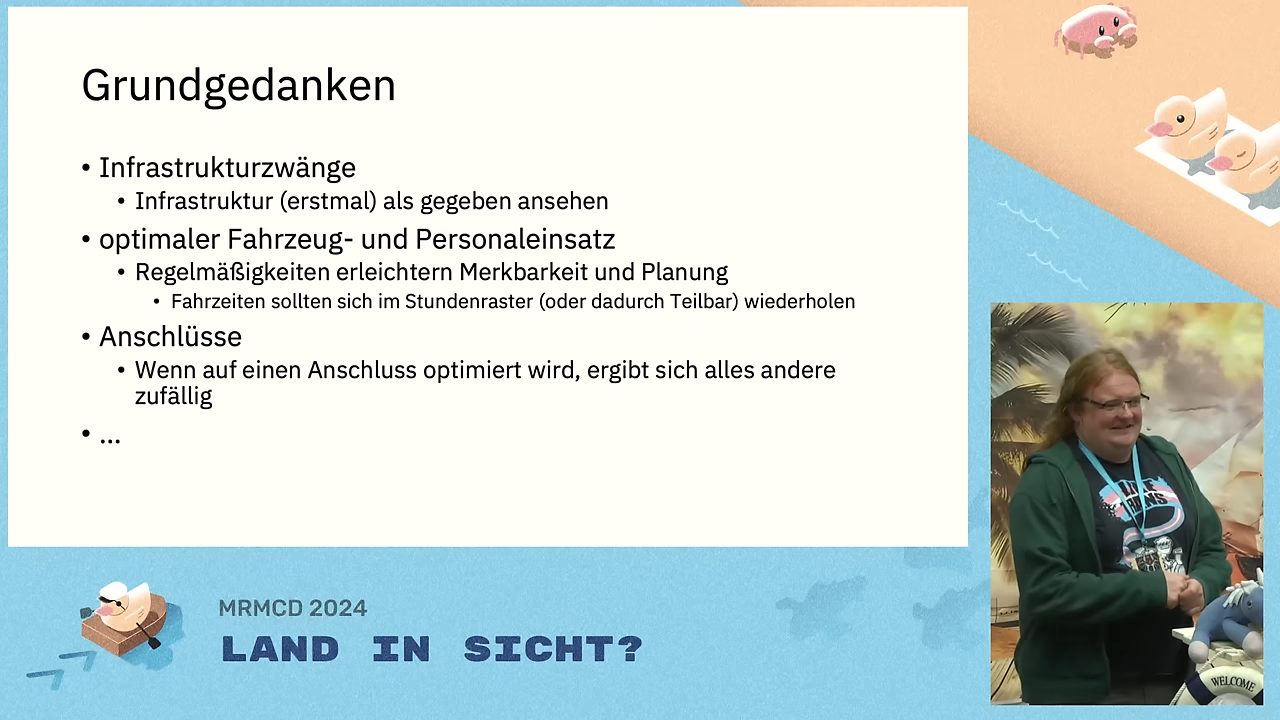 Grundgedanken
• Infrastrukturzwänge
• Infrastruktur (erstmal) als gegeben ansehen
• optimaler Fahrzeug- und Personaleinsatz
• Regelmäßigkeiten erleichtern Merkbarkeit und Planung
• Fahrzeiten sollten sich im Stundenraster (oder dadurch Teilbar) wiederholen
• Anschlüsse
• Wenn auf einen Anschluss optimiert wird, ergibt sich alles andere
zufällig
• ...
MRMCD 2024
LAND IN SICHT?
WELCOME